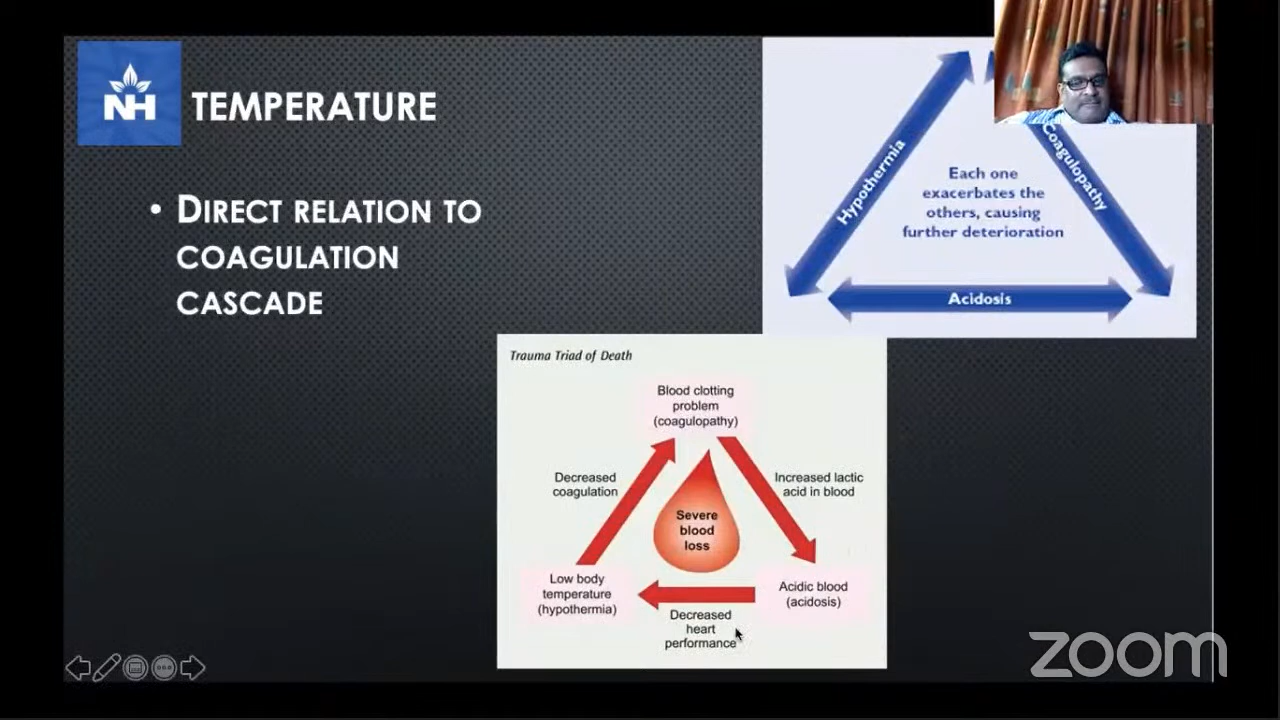 NH
TEMPERATURE
• DIRECT RELATION TO
COAGULATION
CASCADE
Hypothermia
Coagulopathy
Each one
exacerbates the
others, causing
further deterioration
Acidosis
Trauma Triad of Death
Blood clotting
problem
(coagulopathy)
Decreased
coagulation
Increased lactic
acid in blood
Severe
blood
loss
Low body
temperature
(hypothermia)
Acidic blood
(acidosis)
Decreased
heart
performance
zoom